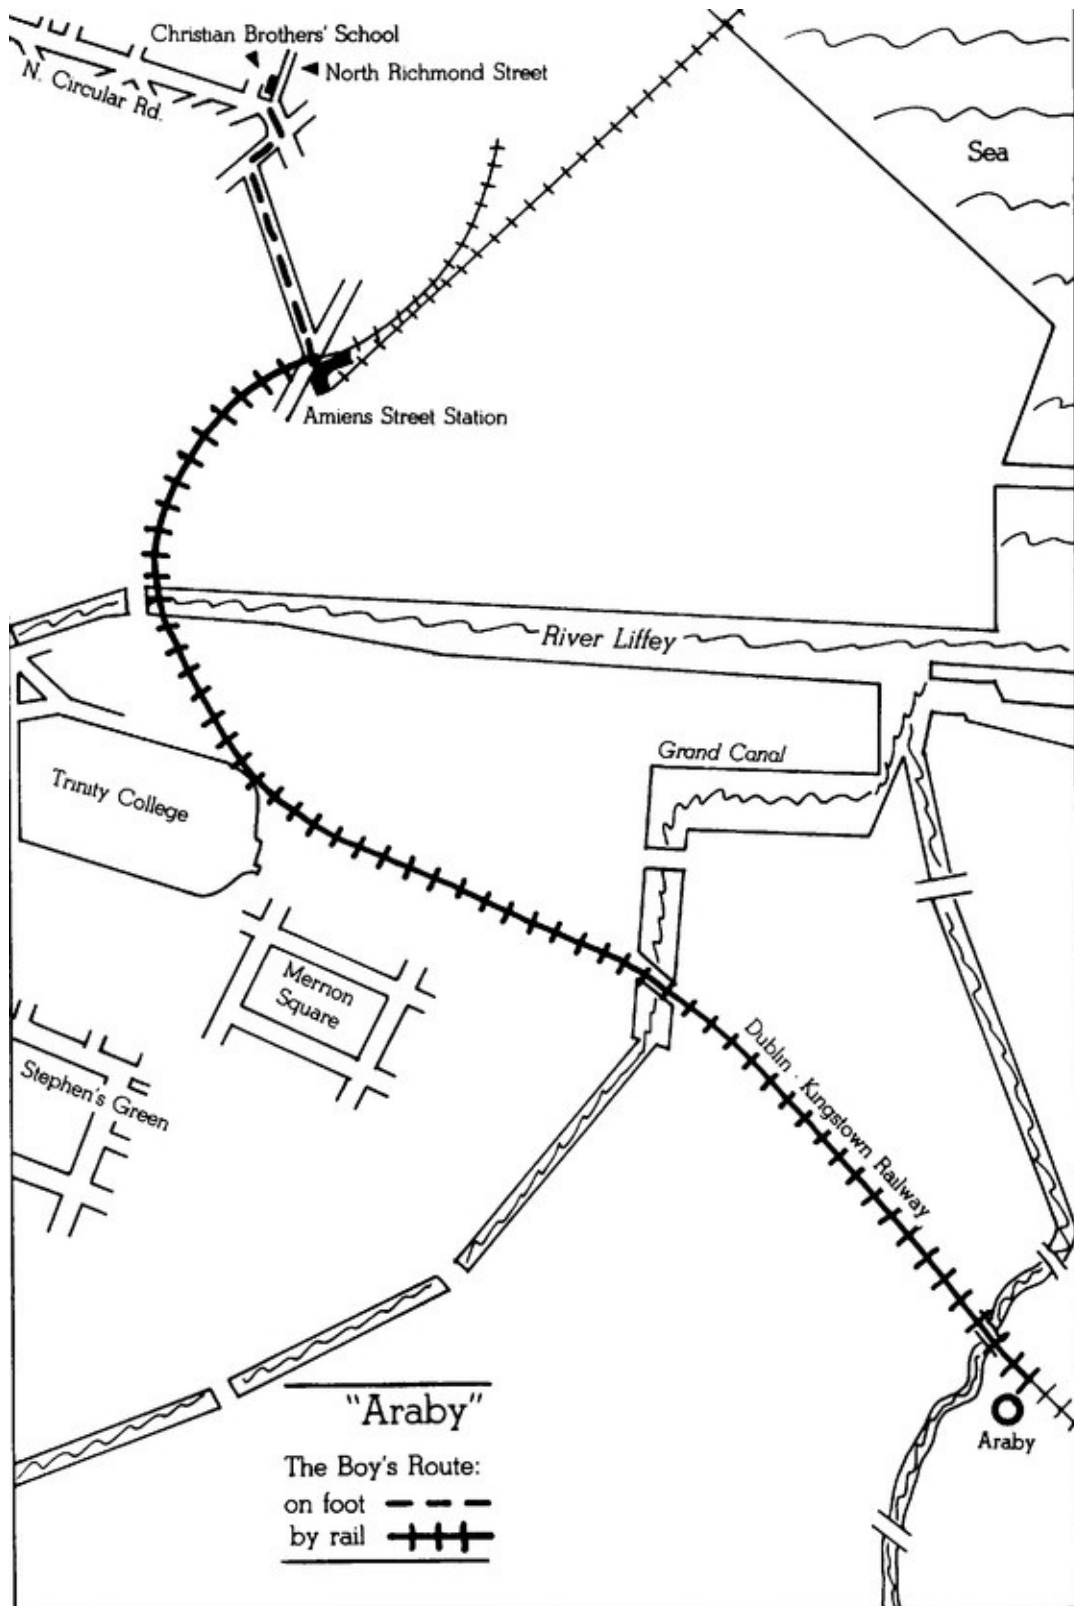 Christian Brothers' School
North Richmond Street
N. Circular Rd.
Sea
Amiens Street Station
River Liffey
Grand Canal
Trinity College
Merrion
Square
Stephen's Green
Dublin - Kingstown Railway
Araby
"Araby"
The Boy's Route:
on foot
by rail